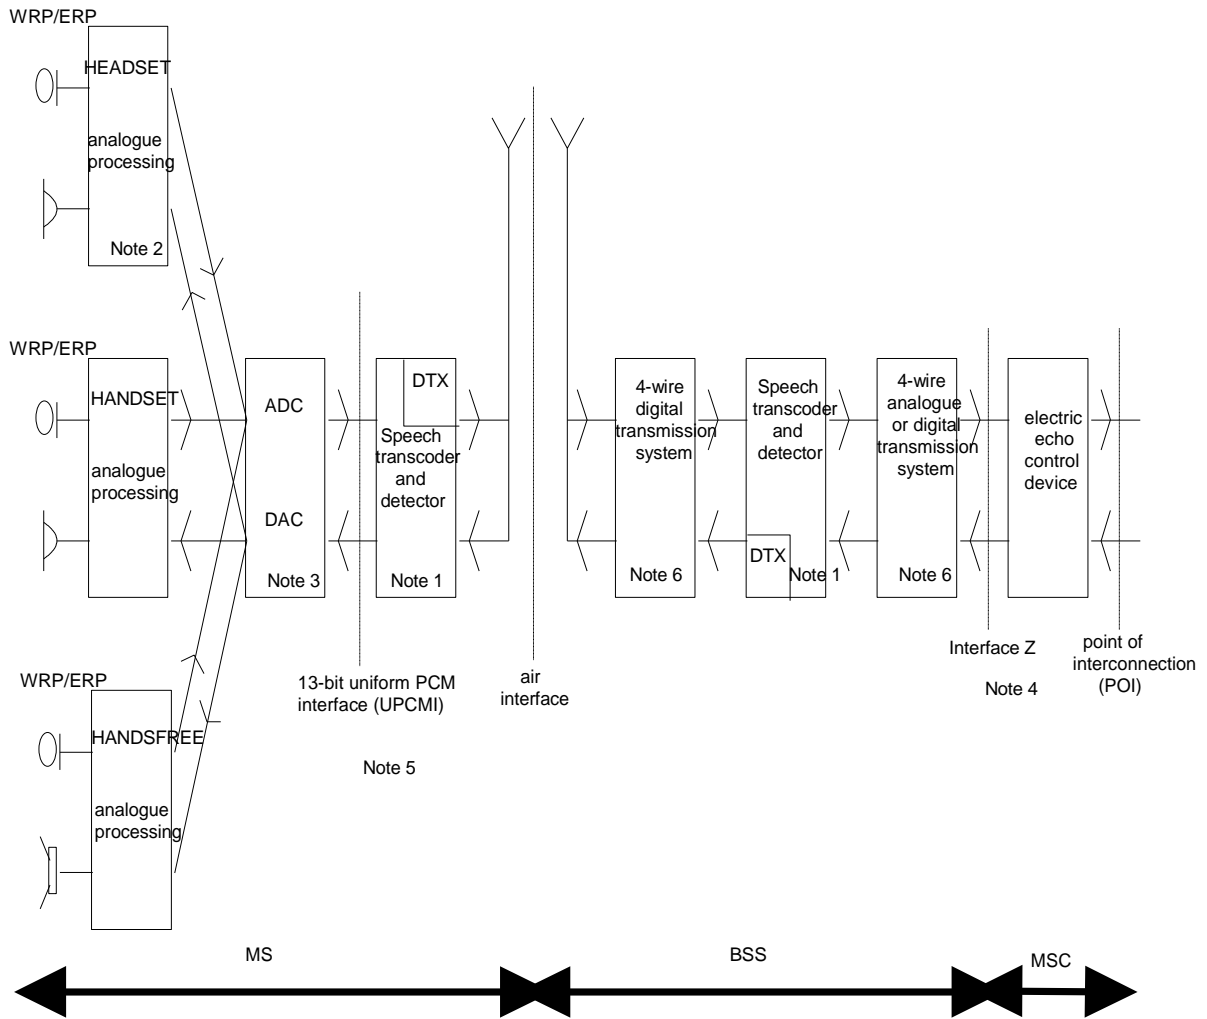 WRP/ERP
HEADSET
analogue
processing
Note 2
WRP/ERP
HANDSET
analogue
processing
ADC
DAC
Note 3
DTX
Speech
transcoder
and
detector
Note 1
4-wire
digital
transmission
system
Note 6
Speech
transcoder
and
detector
DTX
Note 1
4-wire
analogue
or digital
transmission
system
Note 6
electric
echo
control
device
WRP/ERP
HANDSFREE
analogue
processing
13-bit uniform PCM
interface (UPCMI)
Note 5
air
interface
Interface Z
Note 4
point of
interconnection
(POI)
MS
BSS
MSC